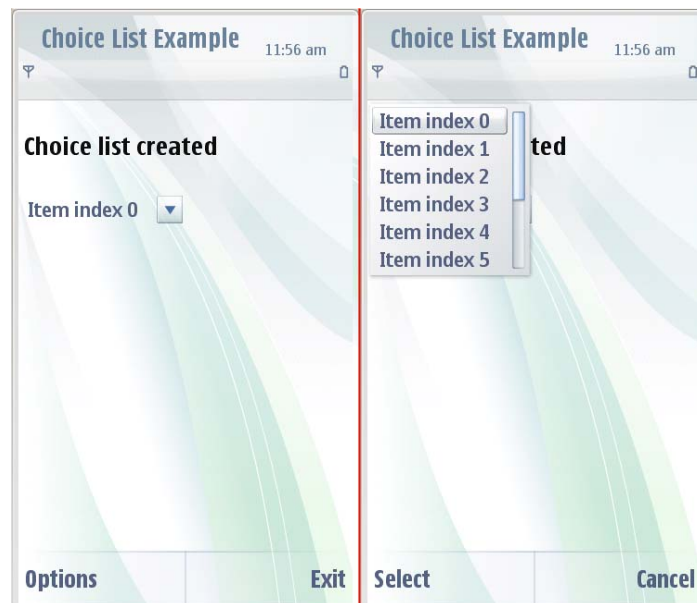 Choice List Example
11:56 am
Choice list created
Item index 0
Options
Exit
Choice List Example
11:56 am
Item index 0
Item index 1
ted
Item index 2
Item index 3
Item index 4
Item index 5
Select
Cancel